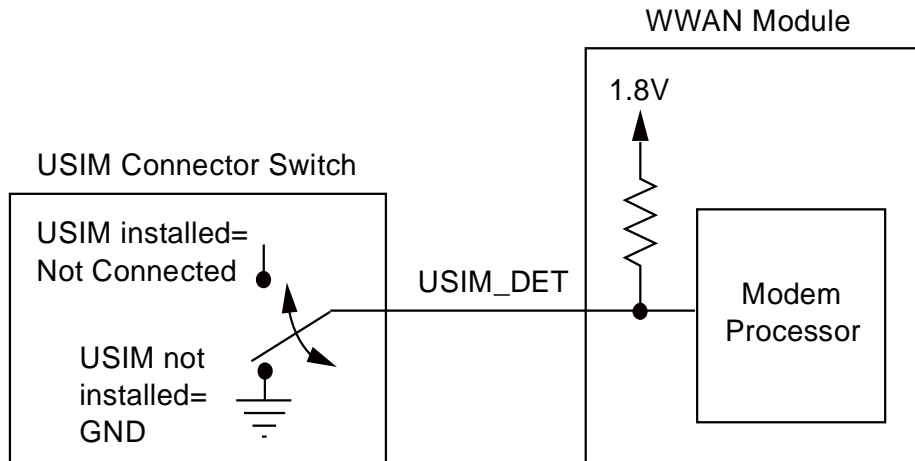 WWAN Module
1.8V
USIM Connector Switch
USIM installed=
Not Connected
USIM_DET
Modem
Processor
USIM not
installed=
GND